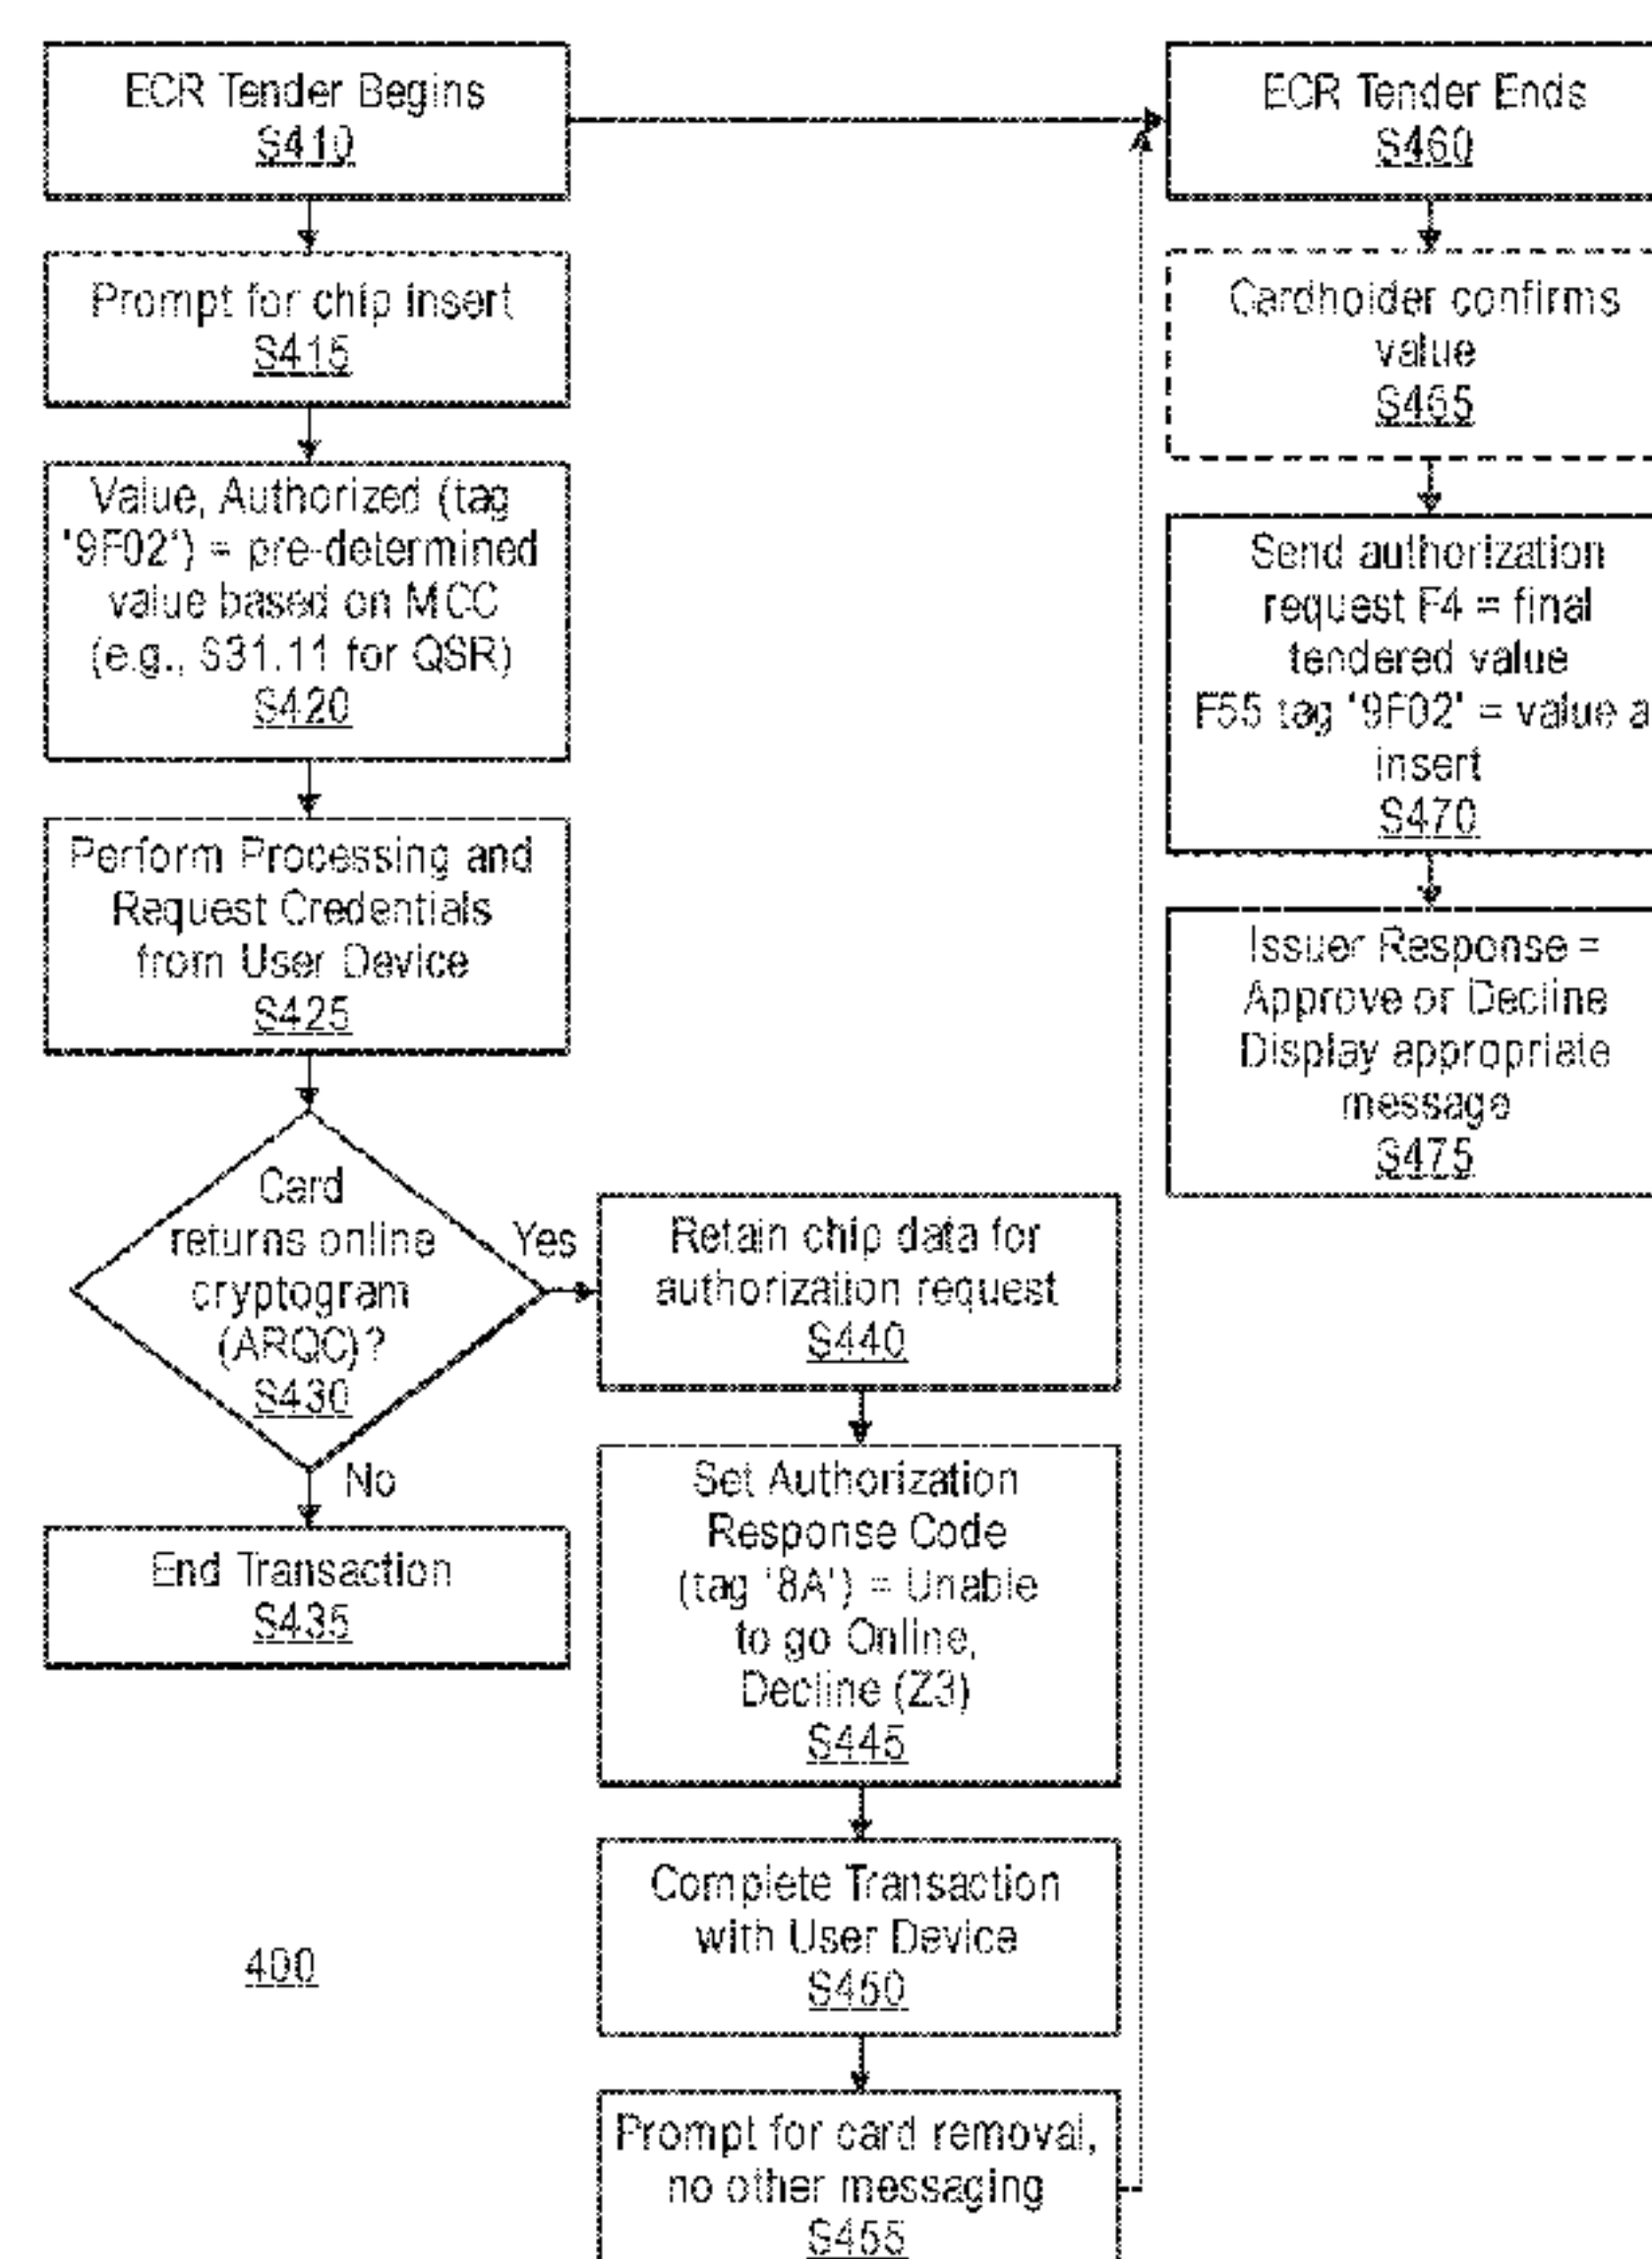 ECR Tender Begins
S410
Prompt for chip insert
S415
Value, Authorized (tag
'9F02') = pre-determined
value based on MCC
(e.g., $31.11 for QSR)
S420
Perform Processing and
Request Credentials
from User Device
S425
Card
returns online
cryptogram
(ARQC)?
S430
Yes
No
End Transaction
S435
Retain chip data for
authorization request
S440
Set Authorization
Response Code
(tag '8A') = Unable
to go Online,
Decline (Z3)
S445
Complete Transaction
with User Device
S450
Prompt for card removal,
no other messaging
S455
ECR Tender Ends
S460
Cardholder confirms
value
S465
Send authorization
request F4 = final
tendered value
F55 tag '9F02' = value a
insert
S470
Issuer Response =
Approve or Decline
Display appropriate
message
S475
400